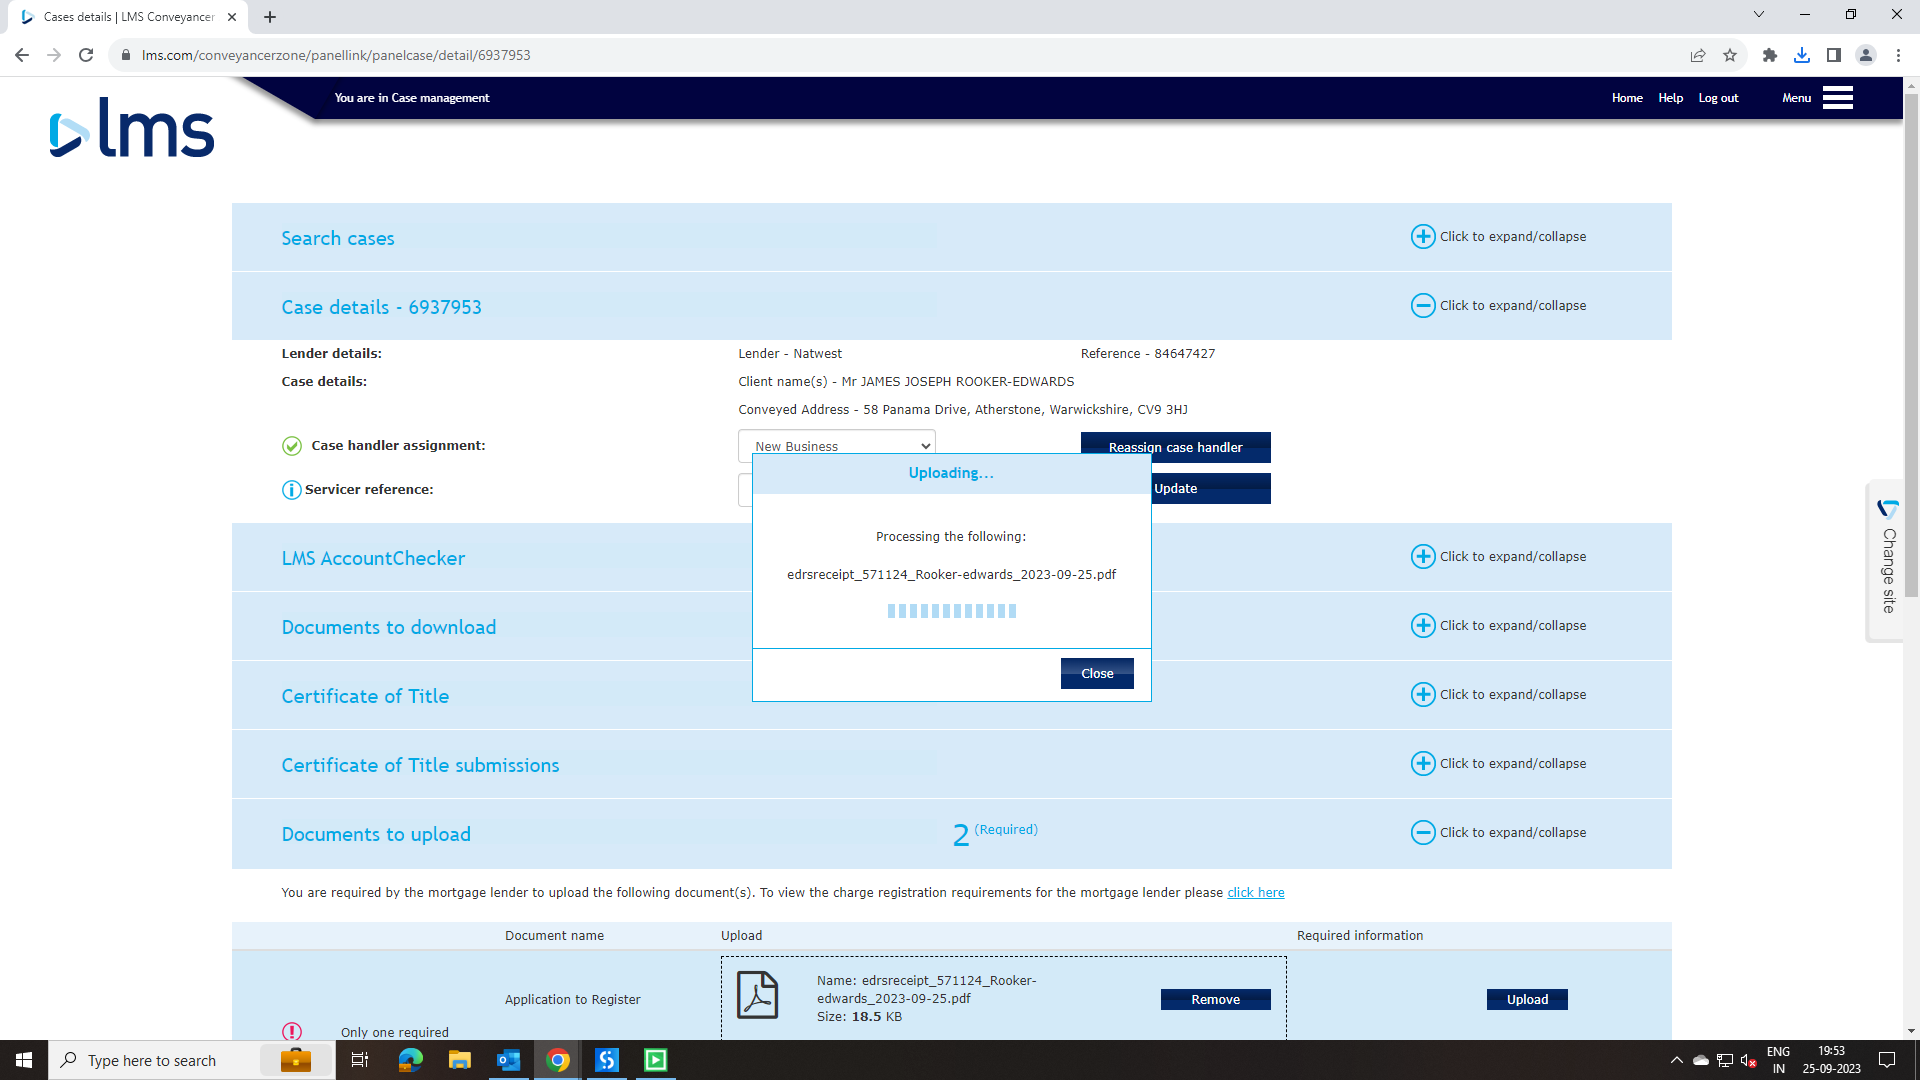 Cases details | LMS Conveyancer
lms.com/conveyancerzone/panellink/panelcase/detail/6937953
You are in Case management
Home Help Log out Menu
lms
Search cases
Click to expand/collapse
Case details - 6937953
Click to expand/collapse
Lender details: Lender - Natwest Reference - 84647427
Case details: Client name(s) - Mr JAMES JOSEPH ROOKER-EDWARDS
Conveyed Address - 58 Panama Drive, Atherstone, Warwickshire, CV9 3HJ
Case handler assignment: New Business Reassign case handler
Servicer reference: Update
Uploading...
Processing the following:
edrsreceipt_571124_Rooker-edwards_2023-09-25.pdf
Close
Change site
LMS AccountChecker
Click to expand/collapse
Documents to download
Click to expand/collapse
Certificate of Title
Click to expand/collapse
Certificate of Title submissions
Click to expand/collapse
Documents to upload 2 (Required)
Click to expand/collapse
You are required by the mortgage lender to upload the following document(s). To view the charge registration requirements for the mortgage lender please click here
Document name Upload Required information
Application to Register
Name: edrsreceipt_571124_Rooker-
edwards_2023-09-25.pdf
Size: 18.5 KB
Remove
Upload
Only one required
Type here to search
ENG
IN
19:53
25-09-2023